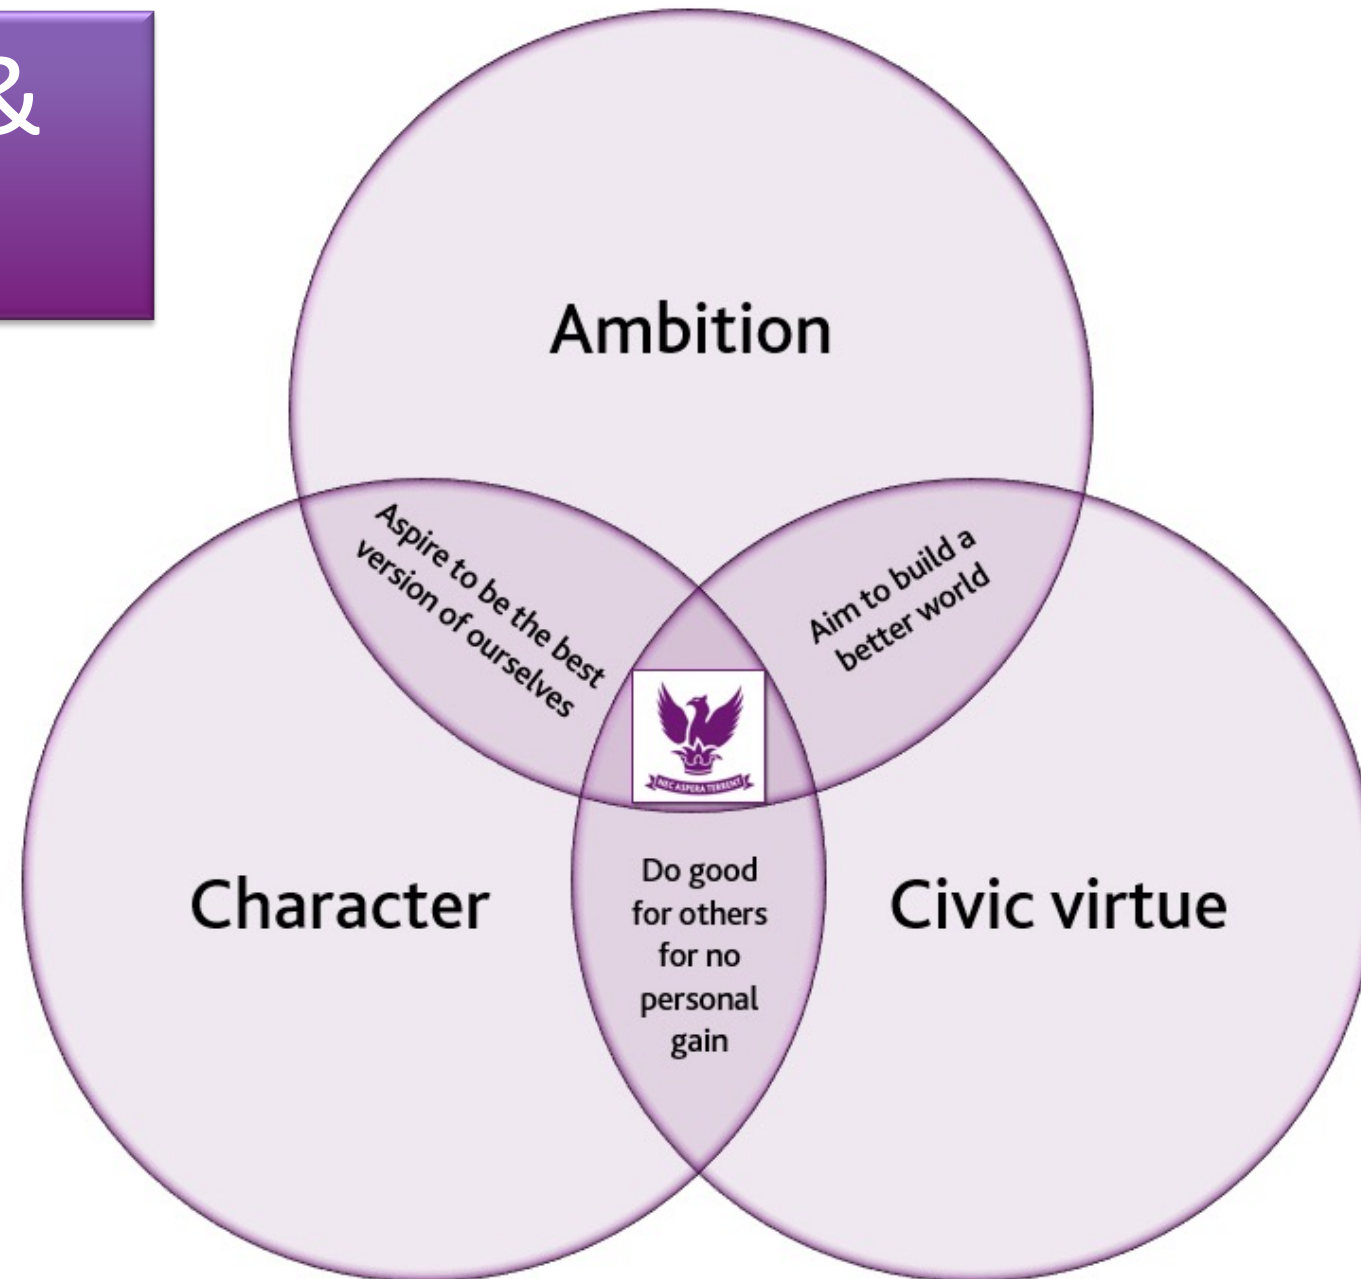 &
Ambition
Aspire to be the best
version of ourselves
Aim to build a
better world
NEC ASPERA TERRENT
Character
Do good
for others
for no
personal
gain
Civic virtue